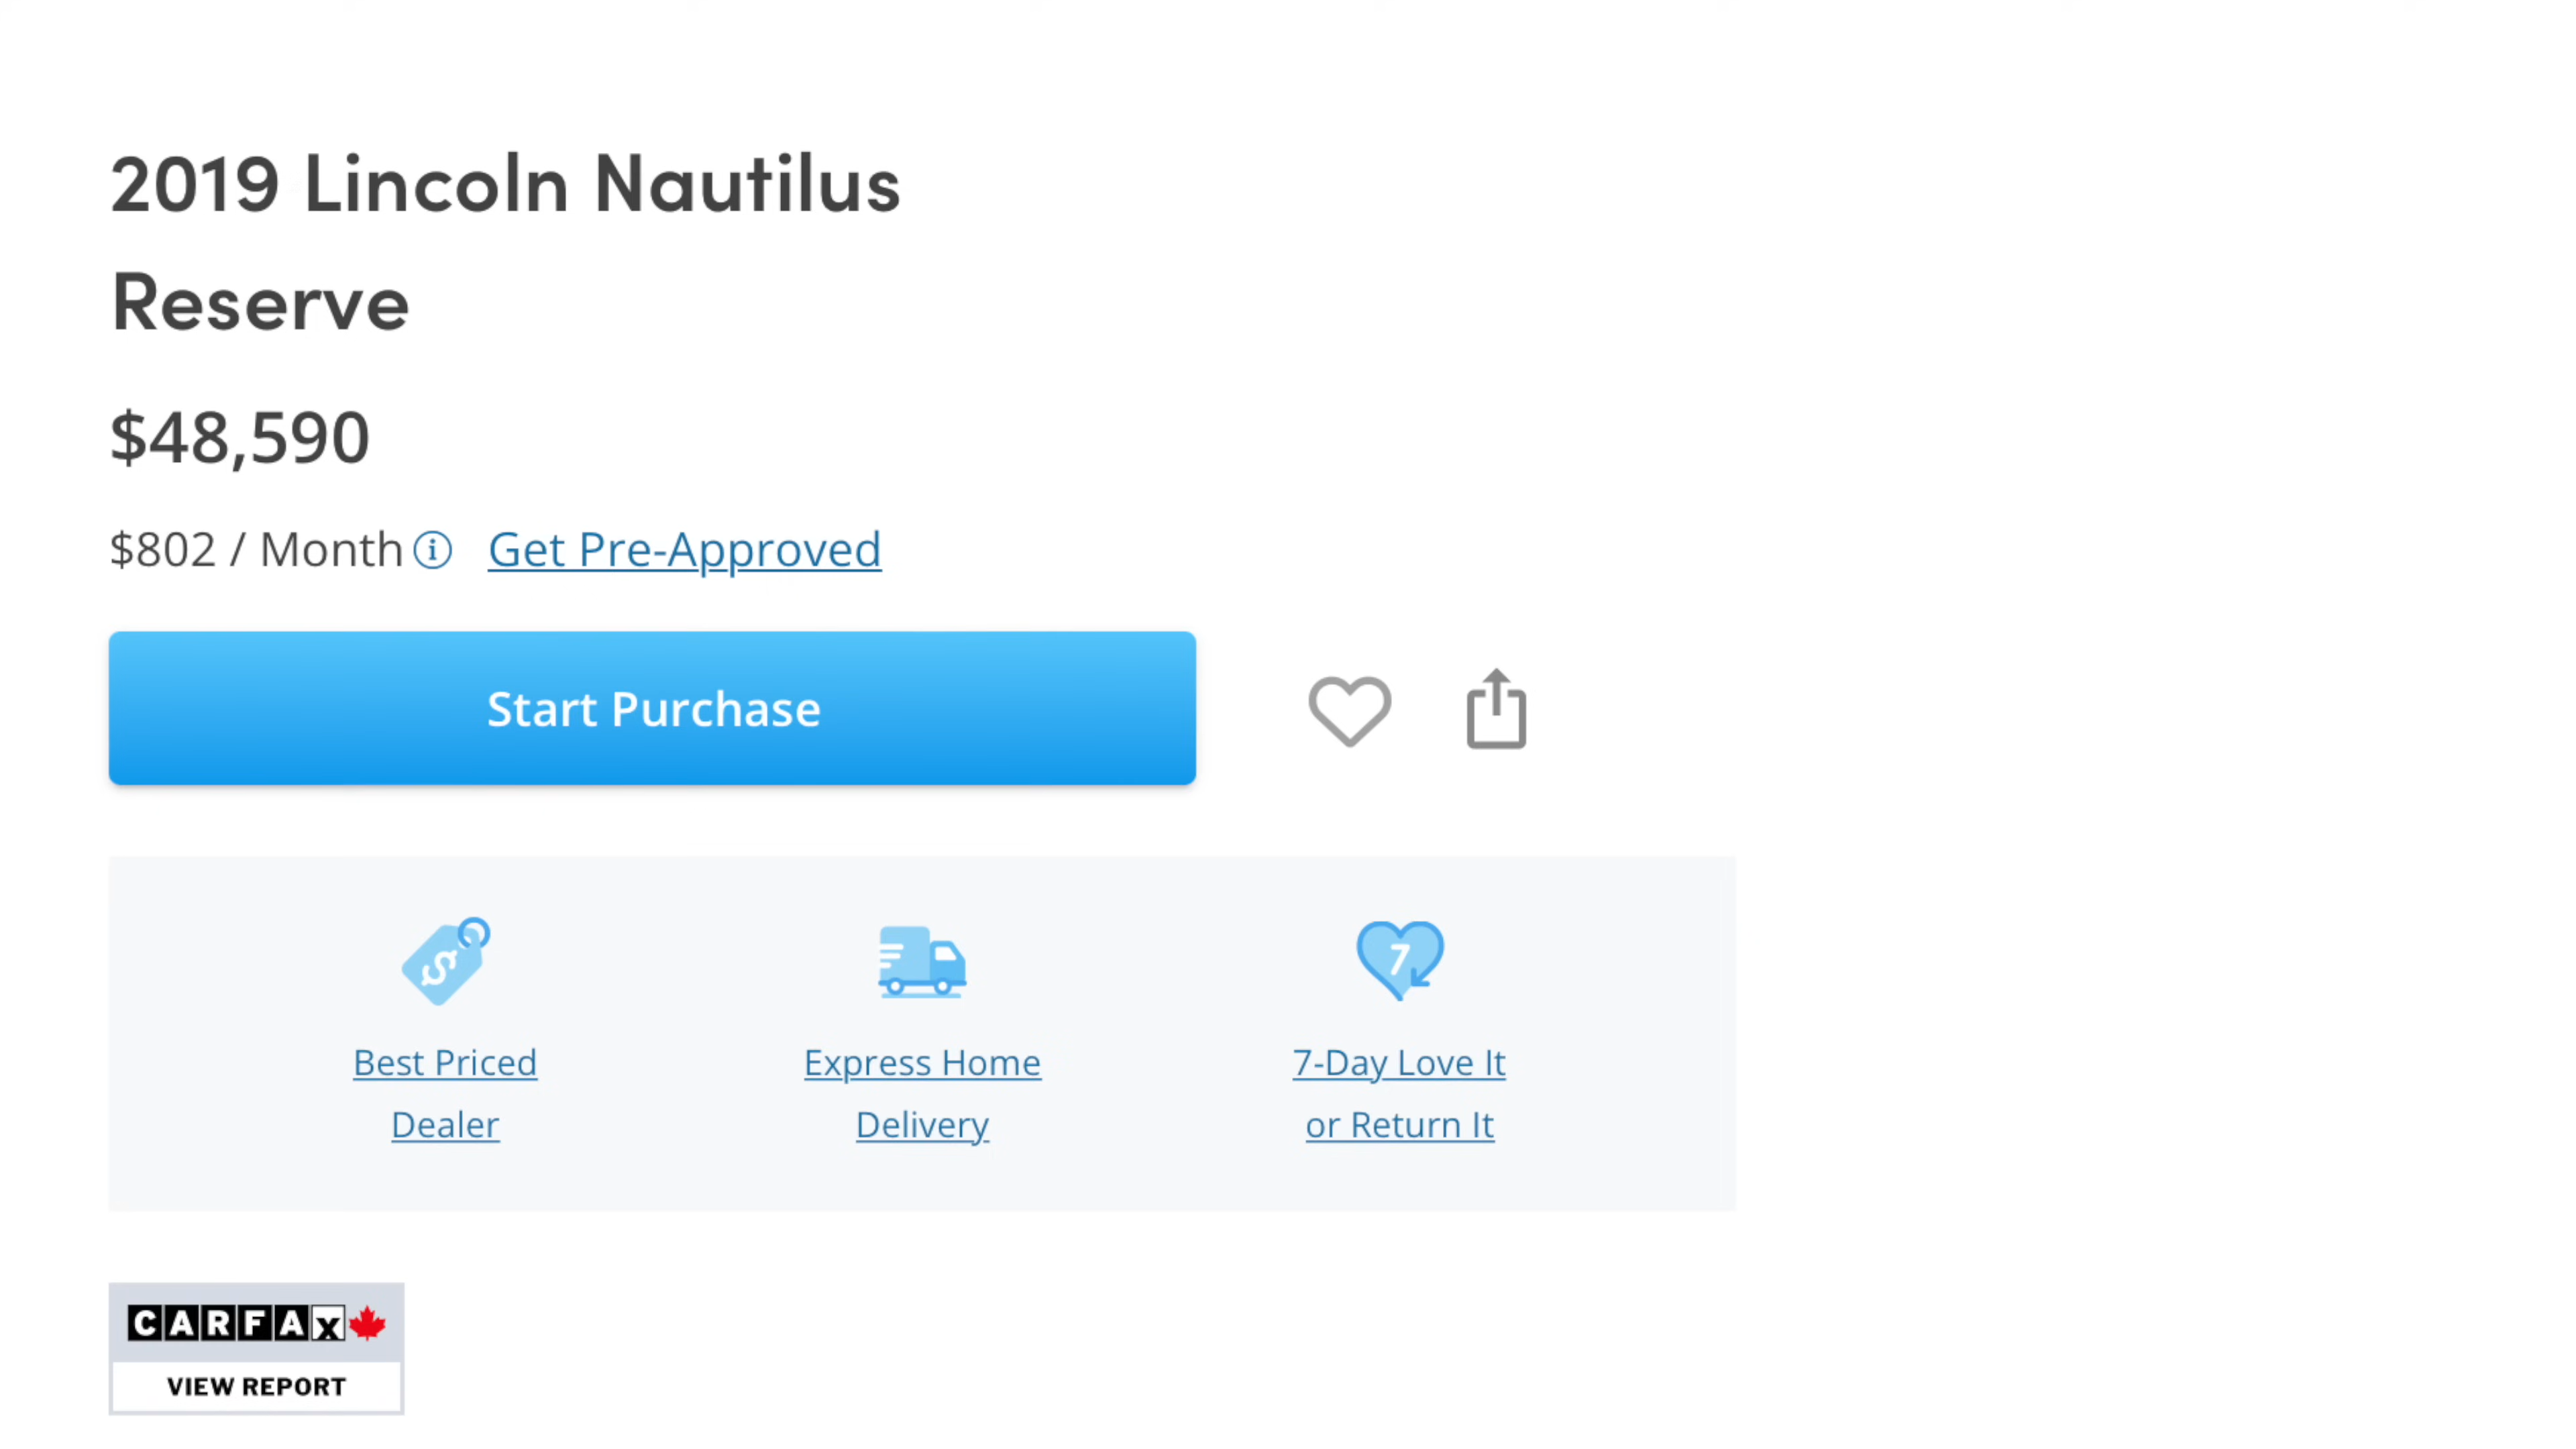 2019 Lincoln Nautilus
Reserve
$48,590
$802 / Month Get Pre-Approved
Start Purchase
$ 7
Best Priced Express Home 7-Day Love It
Dealer Delivery or Return It
CARFAX
VIEW REPORT